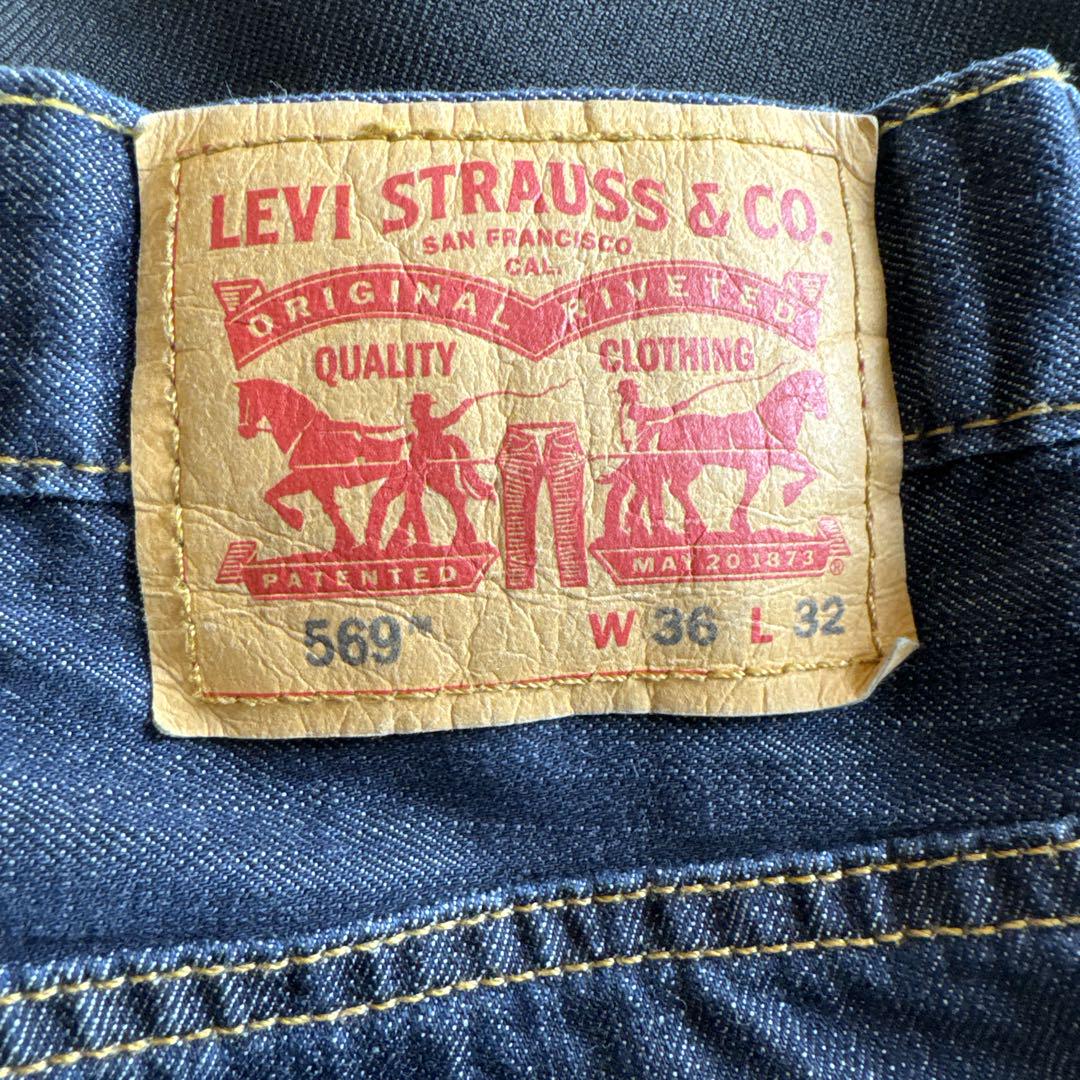 LEVI STRAUSS & CO.
SAN FRANCISCO
CAL.
ORIGINAL RIVETED
QUALITY CLOTHING
PATENTED MAY 20 1873 ®
569™ W 36 L 32